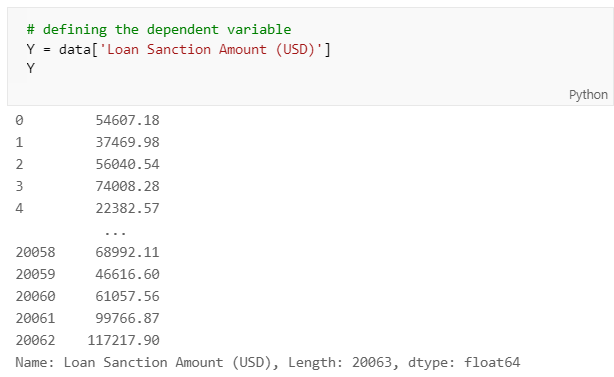 # defining the dependent variable
Y = data['Loan Sanction Amount (USD)']
Y
Python
0 54607.18
1 37469.98
2 56040.54
3 74008.28
4 22382.57
...
20058 68992.11
20059 46616.60
20060 61057.56
20061 99766.87
20062 117217.90
Name: Loan Sanction Amount (USD), Length: 20063, dtype: float64